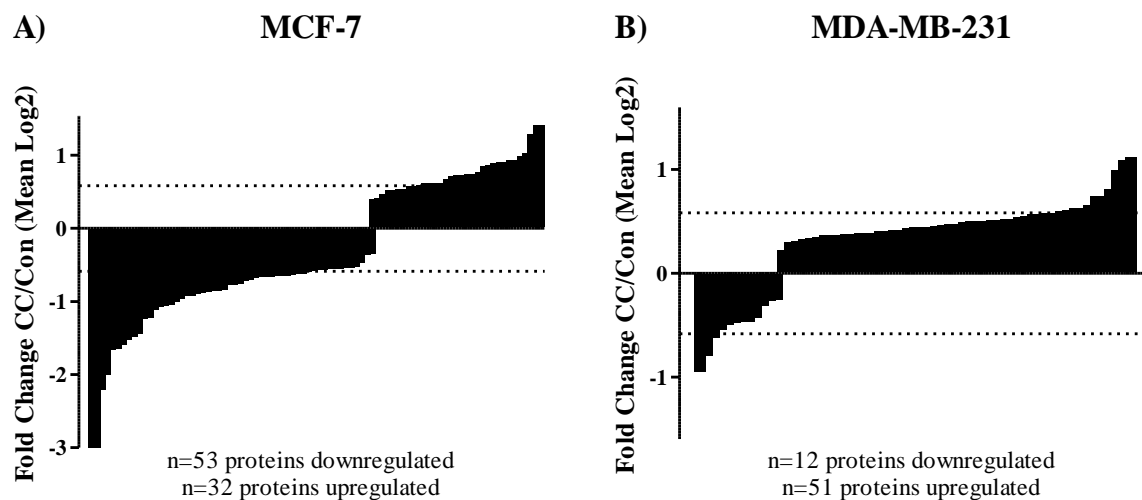 A)
MCF-7
Fold Change CC/Con (Mean Log2)
1
0
-1
-2
-3
n=53 proteins downregulated
n=32 proteins upregulated
B)
MDA-MB-231
Fold Change CC/Con (Mean Log2)
1
0
-1
n=12 proteins downregulated
n=51 proteins upregulated